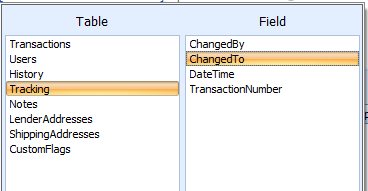 Table
Field
Transactions
Users
History
Tracking
Notes
LenderAddresses
ShippingAddresses
CustomFlags
ChangedBy
ChangedTo
DateTime
TransactionNumber